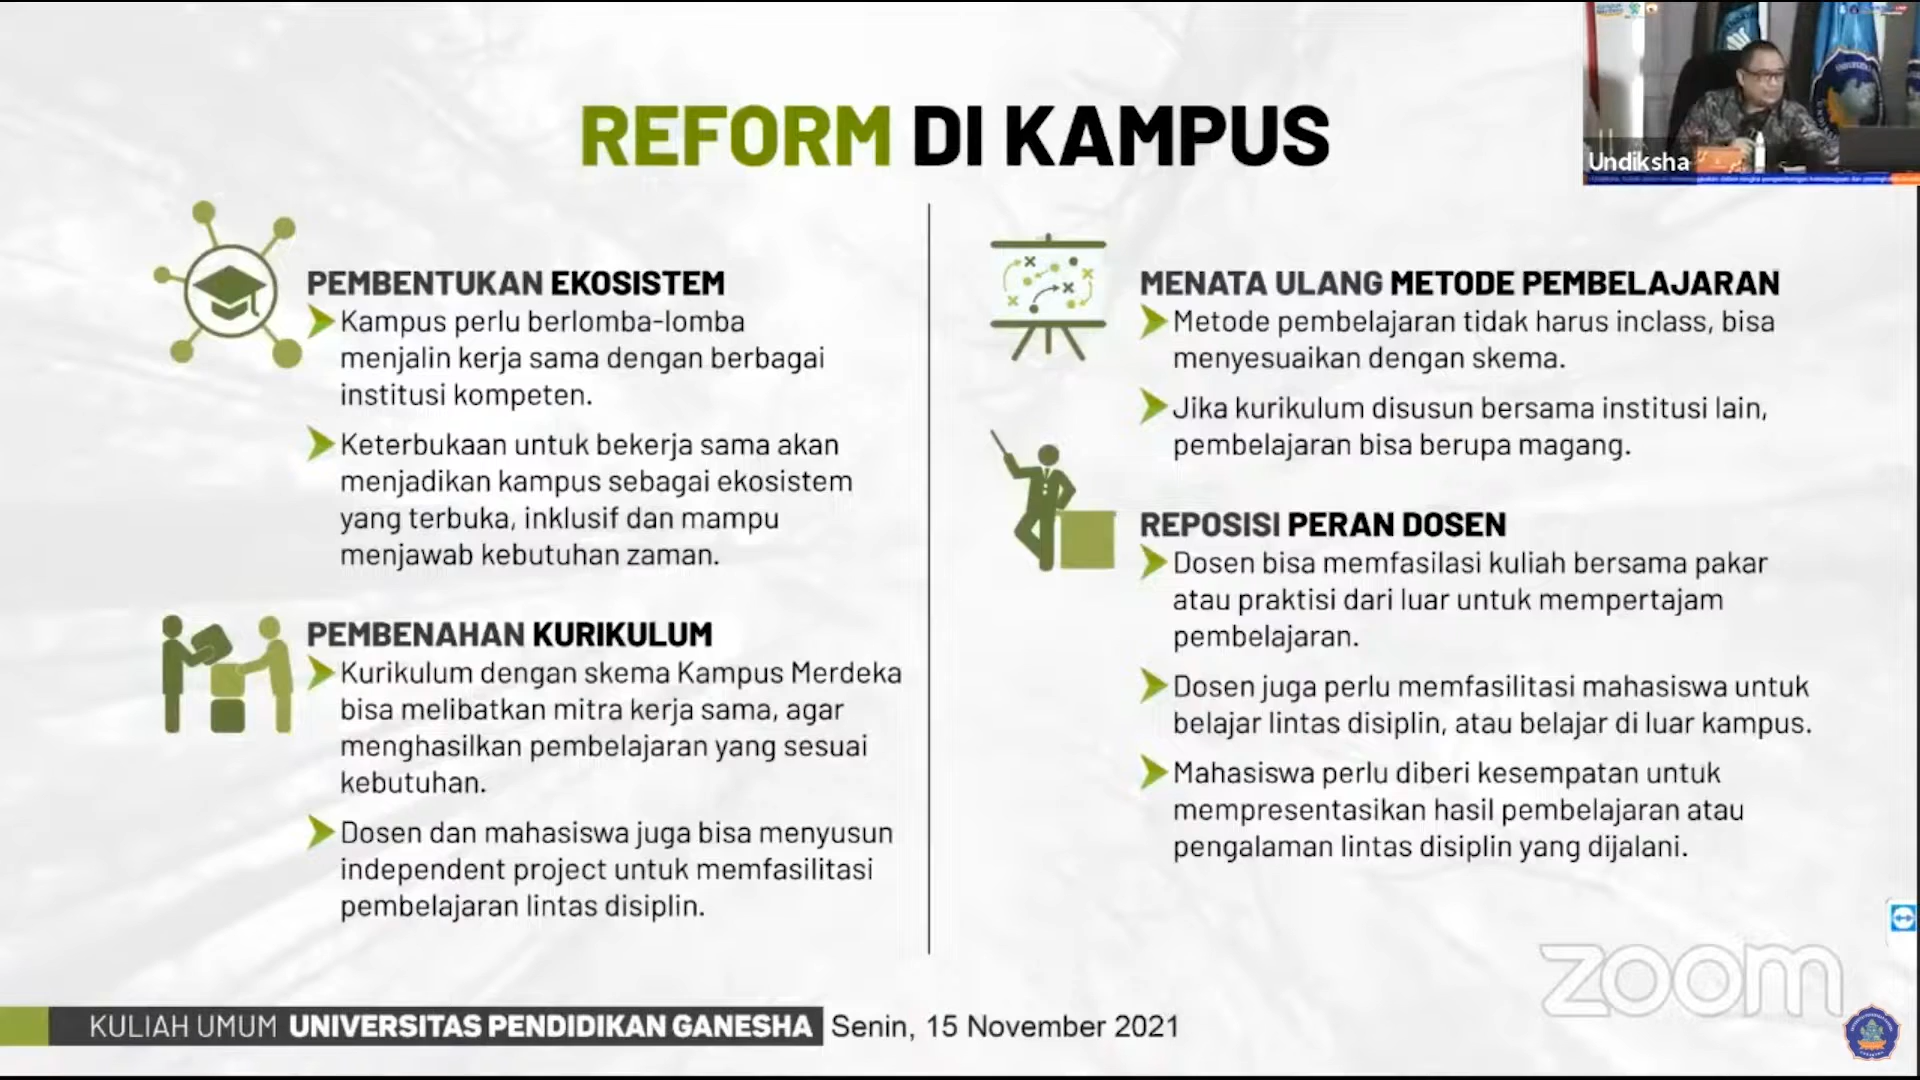 REFORM DI KAMPUS
Undiksha
PEMBENTUKAN EKOSISTEM
Kampus perlu berlomba-lomba
menjalin kerja sama dengan berbagai
institusi kompeten.
Keterbukaan untuk bekerja sama akan
menjadikan kampus sebagai ekosistem
yang terbuka, inklusif dan mampu
menjawab kebutuhan zaman.
PEMBENAHAN KURIKULUM
Kurikulum dengan skema Kampus Merdeka
bisa melibatkan mitra kerja sama, agar
menghasilkan pembelajaran yang sesuai
kebutuhan.
Dosen dan mahasiswa juga bisa menyusun
independent project untuk memfasilitasi
pembelajaran lintas disiplin.
MENATA ULANG METODE PEMBELAJARAN
Metode pembelajaran tidak harus inclass, bisa
menyesuaikan dengan skema.
Jika kurikulum disusun bersama institusi lain,
pembelajaran bisa berupa magang.
REPOSISI PERAN DOSEN
Dosen bisa memfasilasi kuliah bersama pakar
atau praktisi dari luar untuk mempertajam
pembelajaran.
Dosen juga perlu memfasilitasi mahasiswa untuk
belajar lintas disiplin, atau belajar di luar kampus.
Mahasiswa perlu diberi kesempatan untuk
mempresentasikan hasil pembelajaran atau
pengalaman lintas disiplin yang dijalani.
zoom
KULIAH UMUM UNIVERSITAS PENDIDIKAN GANESHA Senin, 15 November 2021